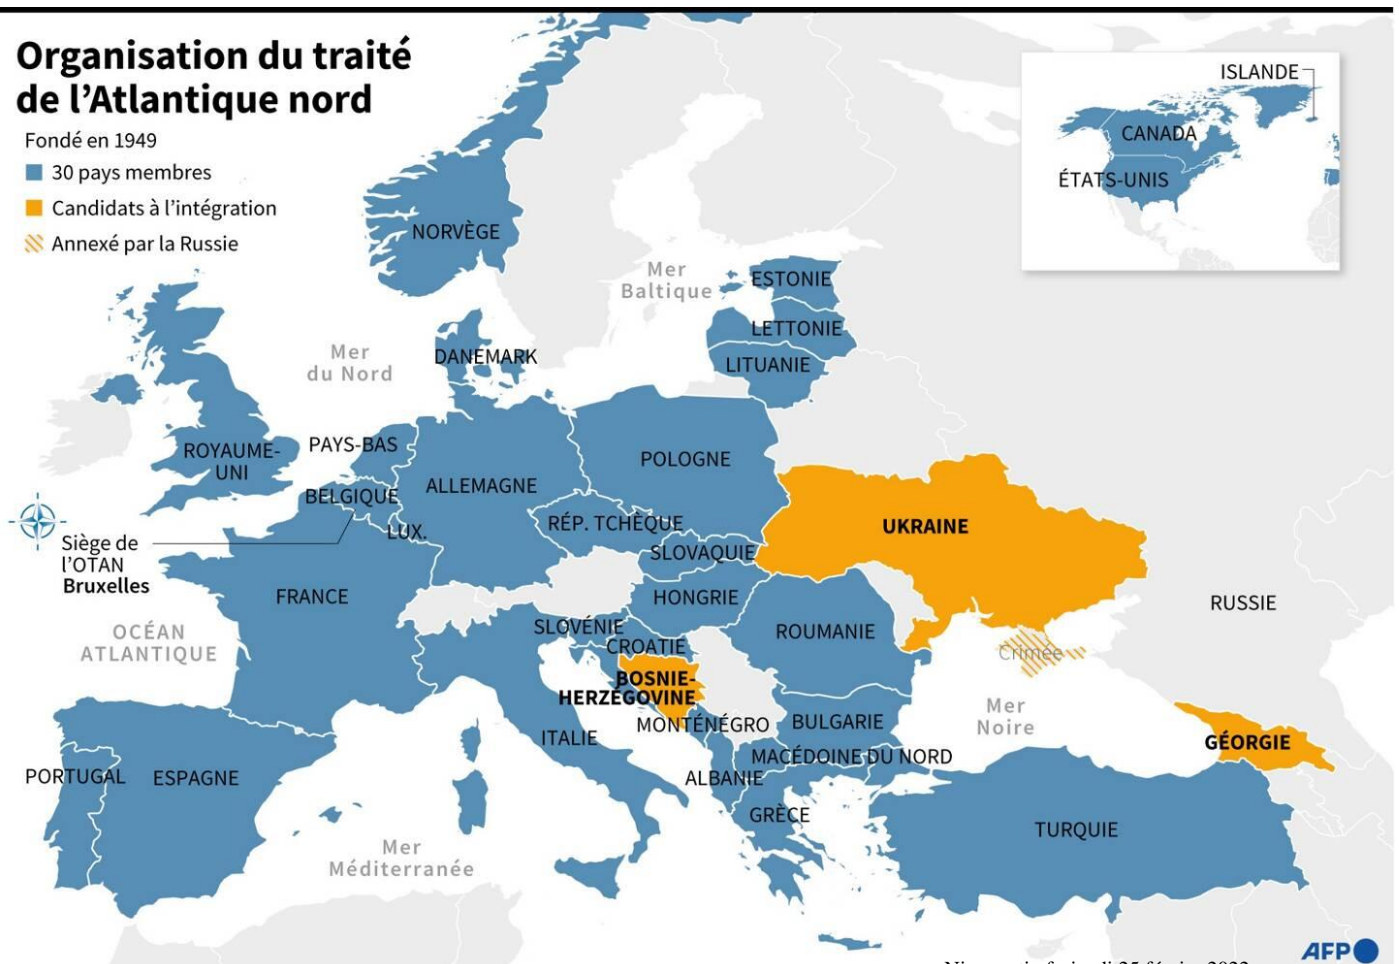 Organisation du traité
de l’Atlantique nord
Fondé en 1949
30 pays membres
Candidats à l’intégration
Annexé par la Russie
ISLANDE
CANADA
ÉTATS-UNIS
NORVÈGE
Mer
Baltique
ESTONIE
LETTONIE
LITUANIE
Mer
du Nord
DANEMARK
ROYAUME-
UNI
PAYS-BAS
BELGIQUE
LUX.
ALLEMAGNE
POLOGNE
RÉP. TCHÈQUE
SLOVAQUIE
UKRAINE
Siège de
l’OTAN
Bruxelles
FRANCE
HONGRIE
RUSSIE
OCÉAN
ATLANTIQUE
SLOVÉNIE
CROATIE
ROUMANIE
Crimée
BOSNIE-
HERZÉGOVINE
MONTÉNÉGRO
BULGARIE
Mer
Noire
GÉORGIE
ITALIE
MACÉDOINE DU NORD
PORTUGAL
ESPAGNE
ALBANIE
GRÈCE
TURQUIE
Mer
Méditerranée
AFP
25 février 2022